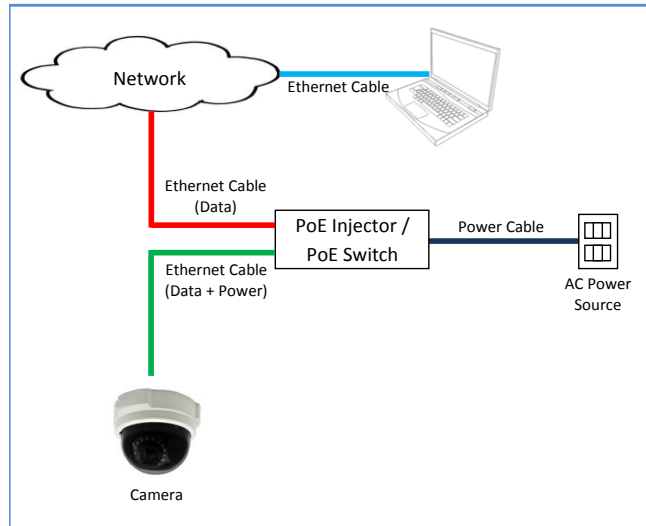 Network
Ethernet Cable
Ethernet Cable
(Data)
PoE Injector /
PoE Switch
Power Cable
Ethernet Cable
(Data + Power)
AC Power
Source
Camera